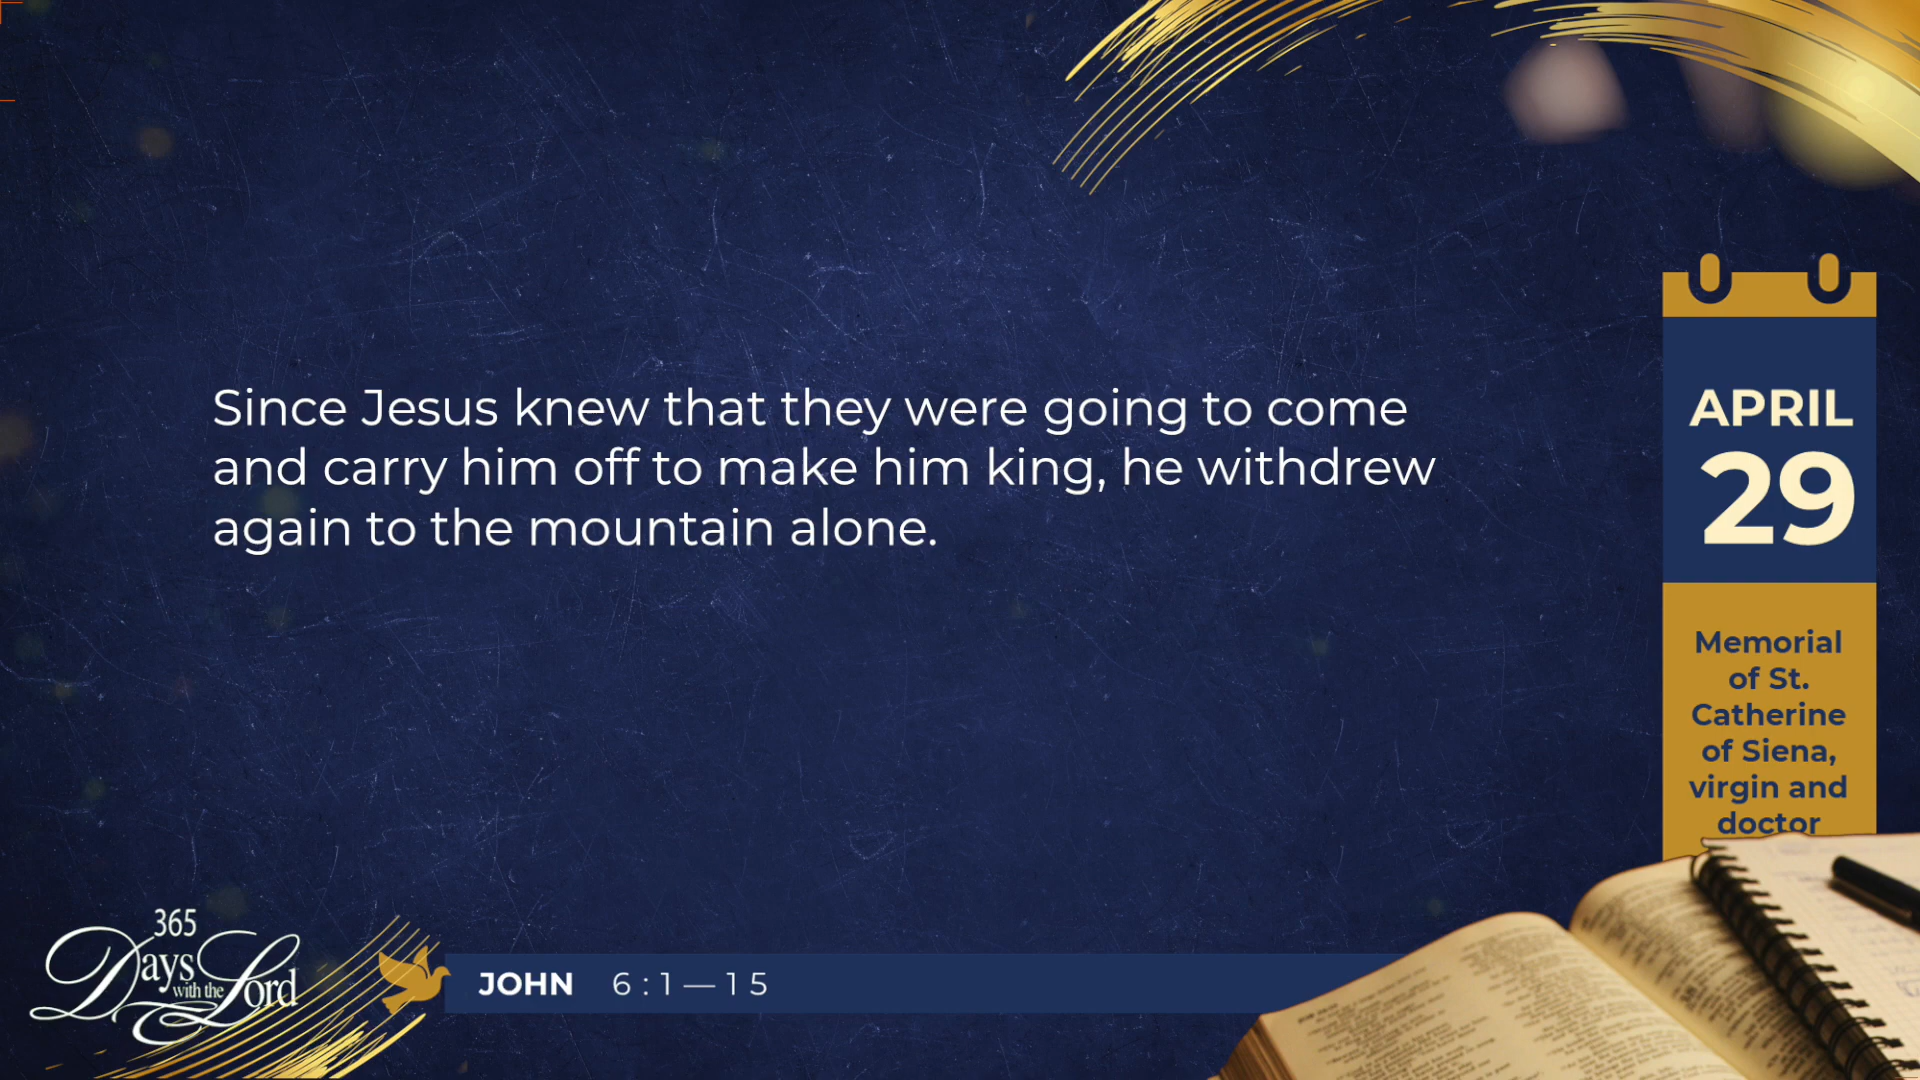 Since Jesus knew that they were going to come
and carry him off to make him king, he withdrew
again to the mountain alone.
APRIL
29
Memorial
of St.
Catherine
of Siena,
virgin and
doctor
365
Days
with the
Lord
JOHN 6:1—15